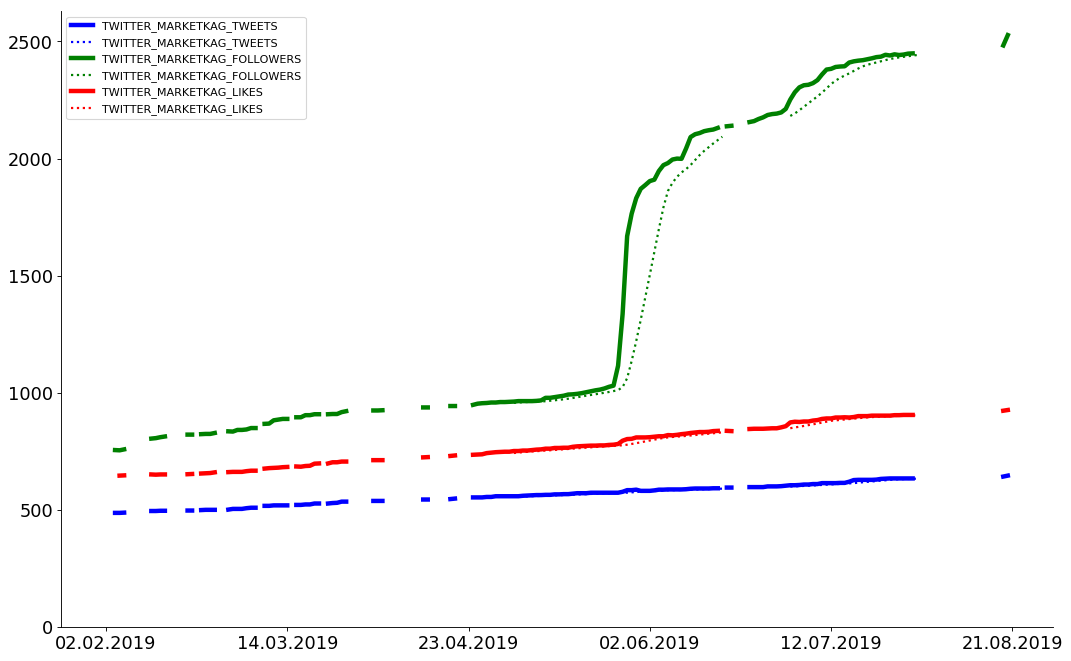 TWITTER_MARKETKAG_TWEETS
TWITTER_MARKETKAG_TWEETS
TWITTER_MARKETKAG_FOLLOWERS
TWITTER_MARKETKAG_FOLLOWERS
TWITTER_MARKETKAG_LIKES
TWITTER_MARKETKAG_LIKES
2500
2000
1500
1000
500
0
02.02.2019 14.03.2019 23.04.2019 02.06.2019 12.07.2019 21.08.2019